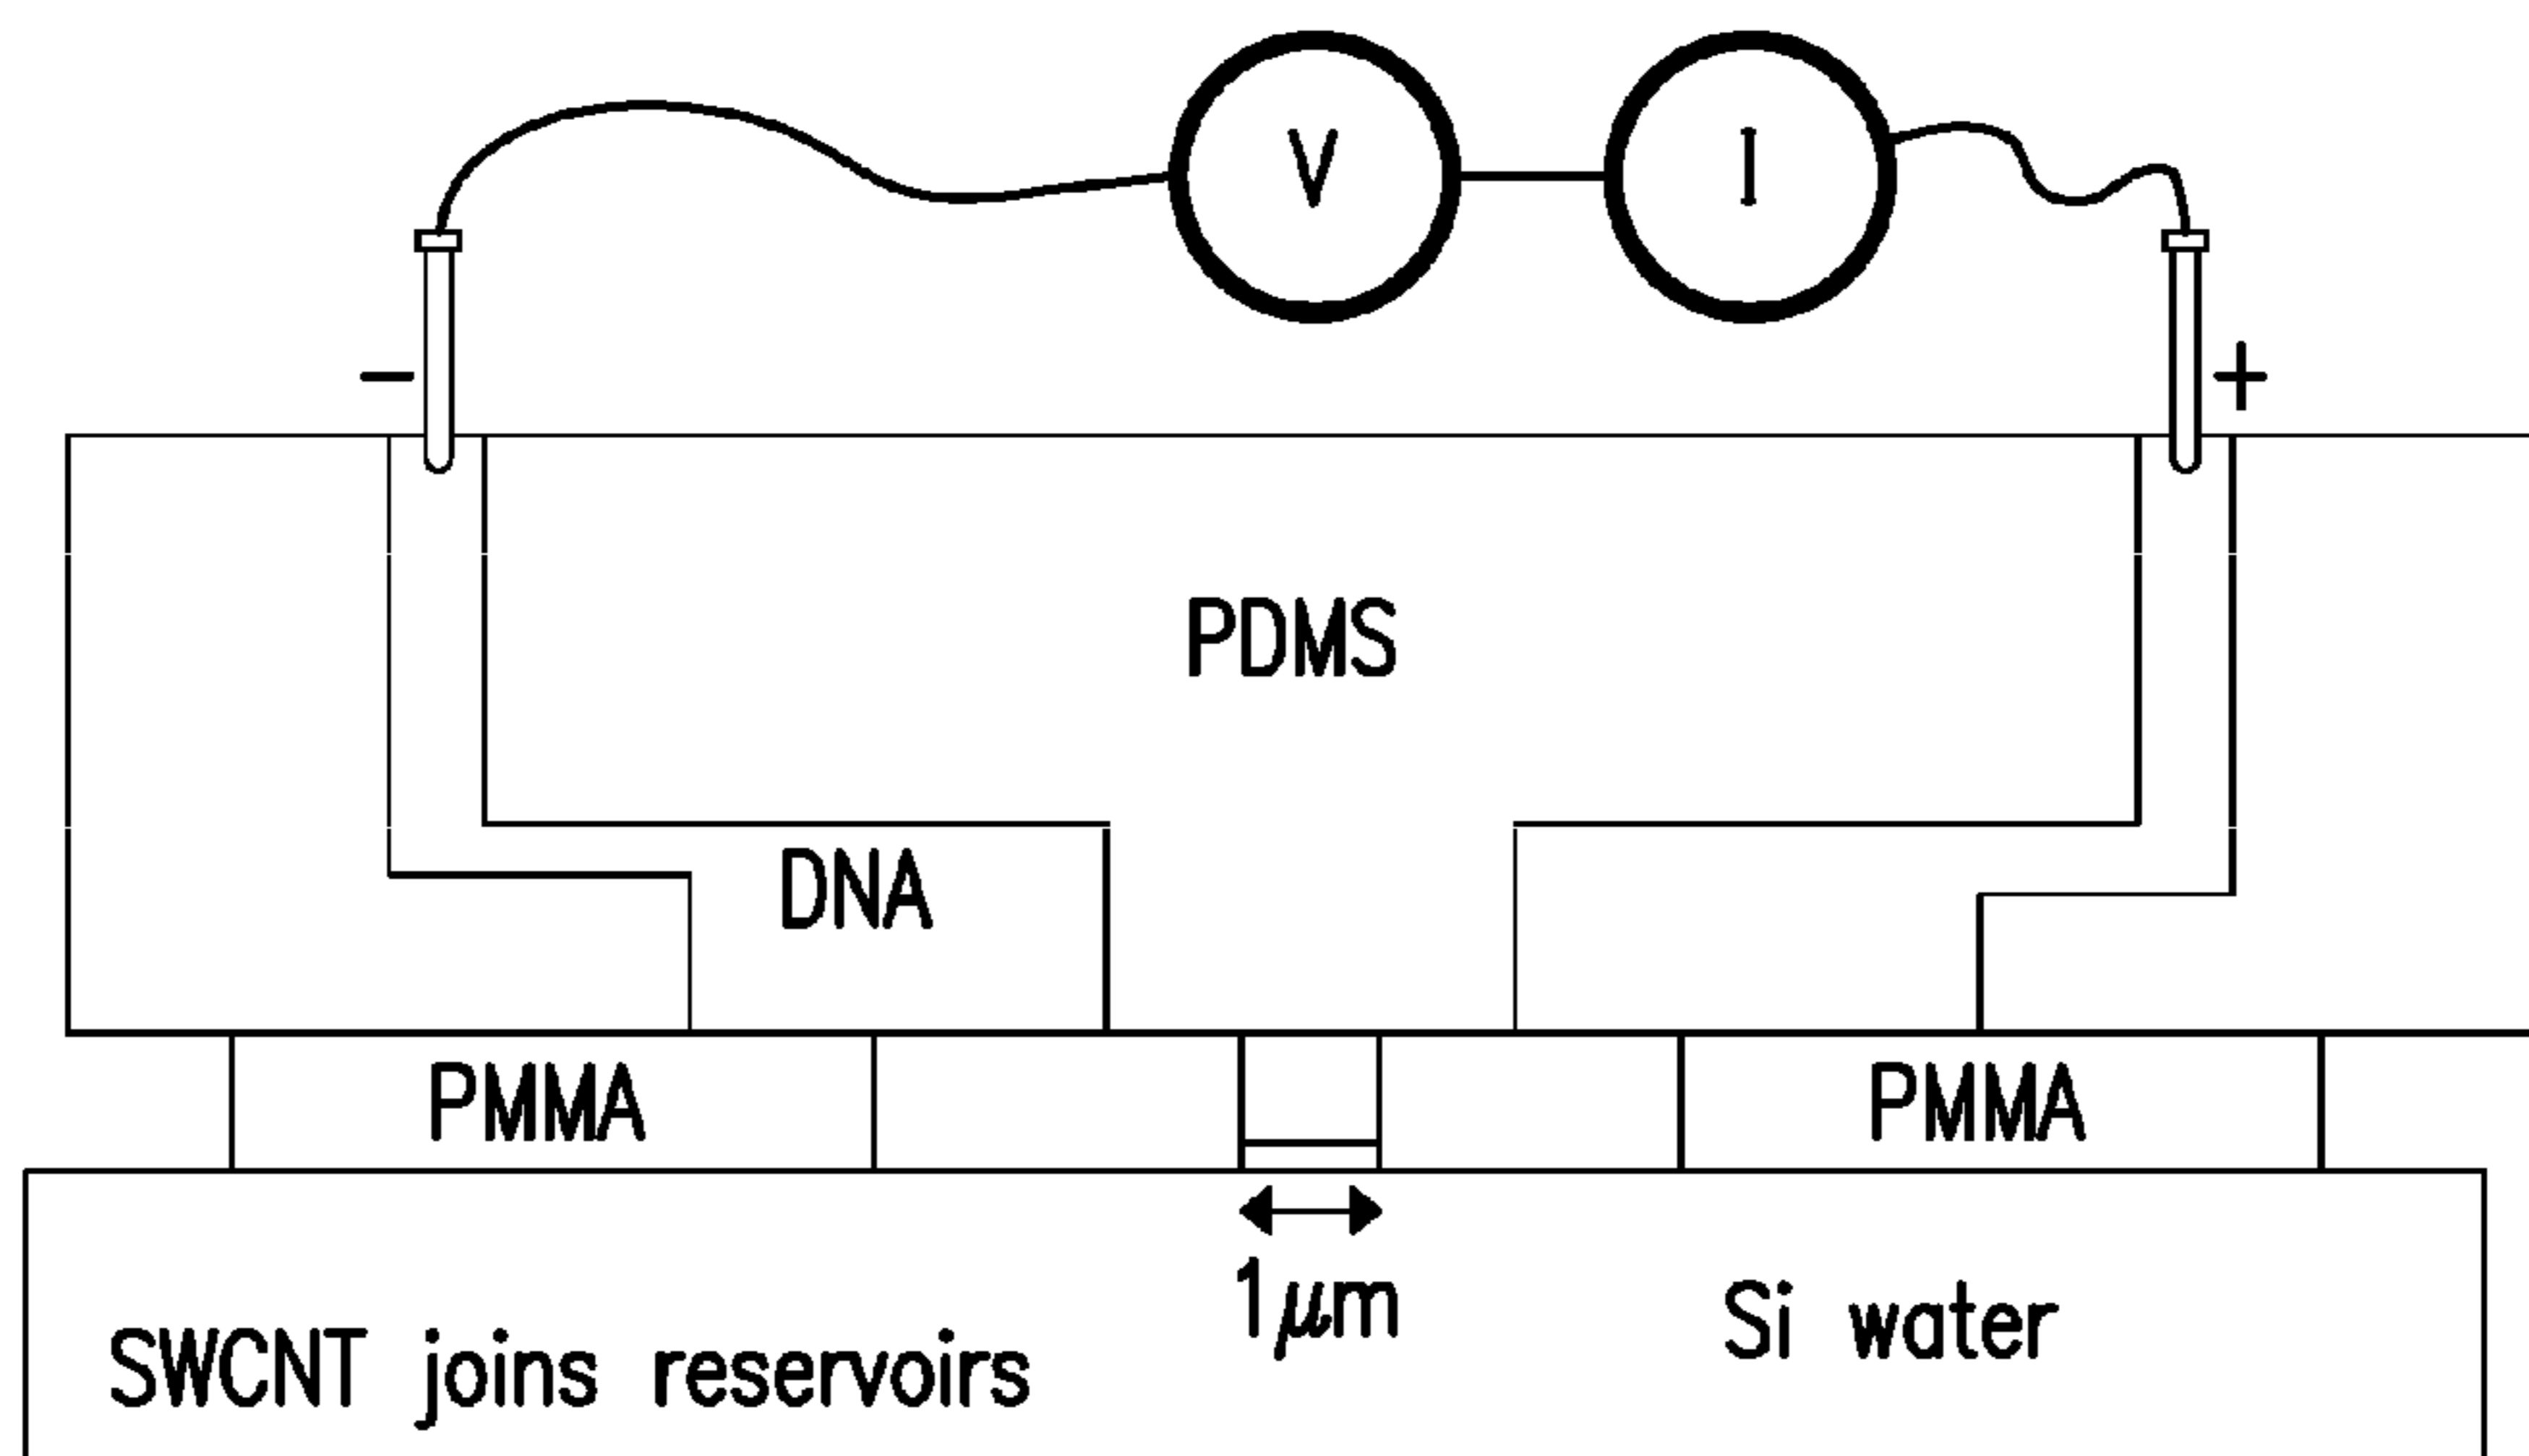 V I
- +
PDMS
DNA
PMMA PMMA
1μm
SWCNT joins reservoirs Si water